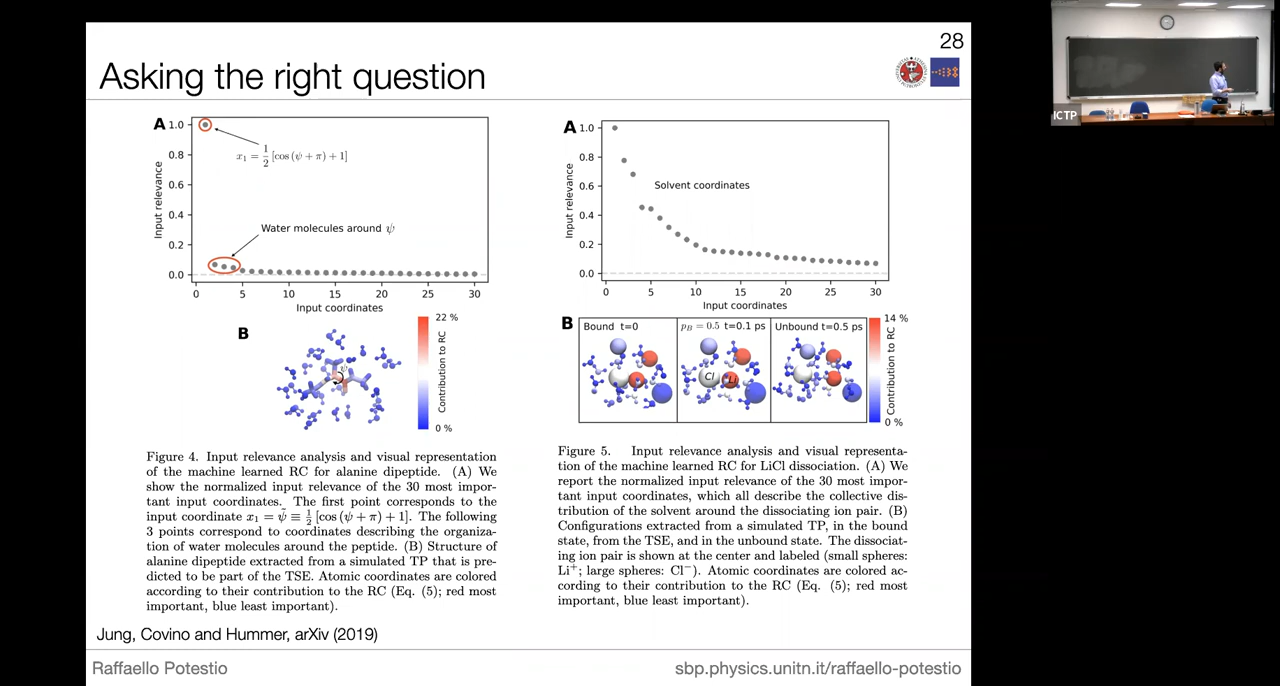 28
Asking the right question
A
1.0
0.8
0.6
0.4
0.2
0.0
Input relevance
x₁ = 1/2 [cos (ψ + π) + 1]
Water molecules around ψ
0 5 10 15 20 25 30
Input coordinates
B
ψ
22 %
Contribution to RC
0 %
Figure 4. Input relevance analysis and visual representation
of the machine learned RC for alanine dipeptide. (A) We
show the normalized input relevance of the 30 most impor-
tant input coordinates. The first point corresponds to the
input coordinate x₁ = ψ̄ ≡ ½ [cos (ψ + π) + 1]. The following
3 points correspond to coordinates describing the organiza-
tion of water molecules around the peptide. (B) Structure of
alanine dipeptide extracted from a simulated TP that is pre-
dicted to be part of the TSE. Atomic coordinates are colored
according to their contribution to the RC (Eq. (5); red most
important, blue least important).
A
1.0
0.8
0.6
0.4
0.2
0.0
Input relevance
Solvent coordinates
0 5 10 15 20 25 30
Input coordinates
B
Bound t=0
p_B = 0.5 t=0.1 ps
Unbound t=0.5 ps
Cl
Li
14 %
Contribution to RC
0 %
Figure 5. Input relevance analysis and visual representa-
tion of the machine learned RC for LiCl dissociation. (A) We
report the normalized input relevance of the 30 most impor-
tant input coordinates, which all describe the collective dis-
tribution of the solvent around the dissociating ion pair. (B)
Configurations extracted from a simulated TP, in the bound
state, from the TSE, and in the unbound state. The dissociat-
ing ion pair is shown at the center and labeled (small spheres:
Li⁺; large spheres: Cl⁻). Atomic coordinates are colored ac-
cording to their contribution to the RC (Eq. (5; red most
important, blue least important).
Jung, Covino and Hummer, arXiv (2019)
Raffaello Potestio
sbp.physics.unitn.it/raffaello-potestio
ICTP